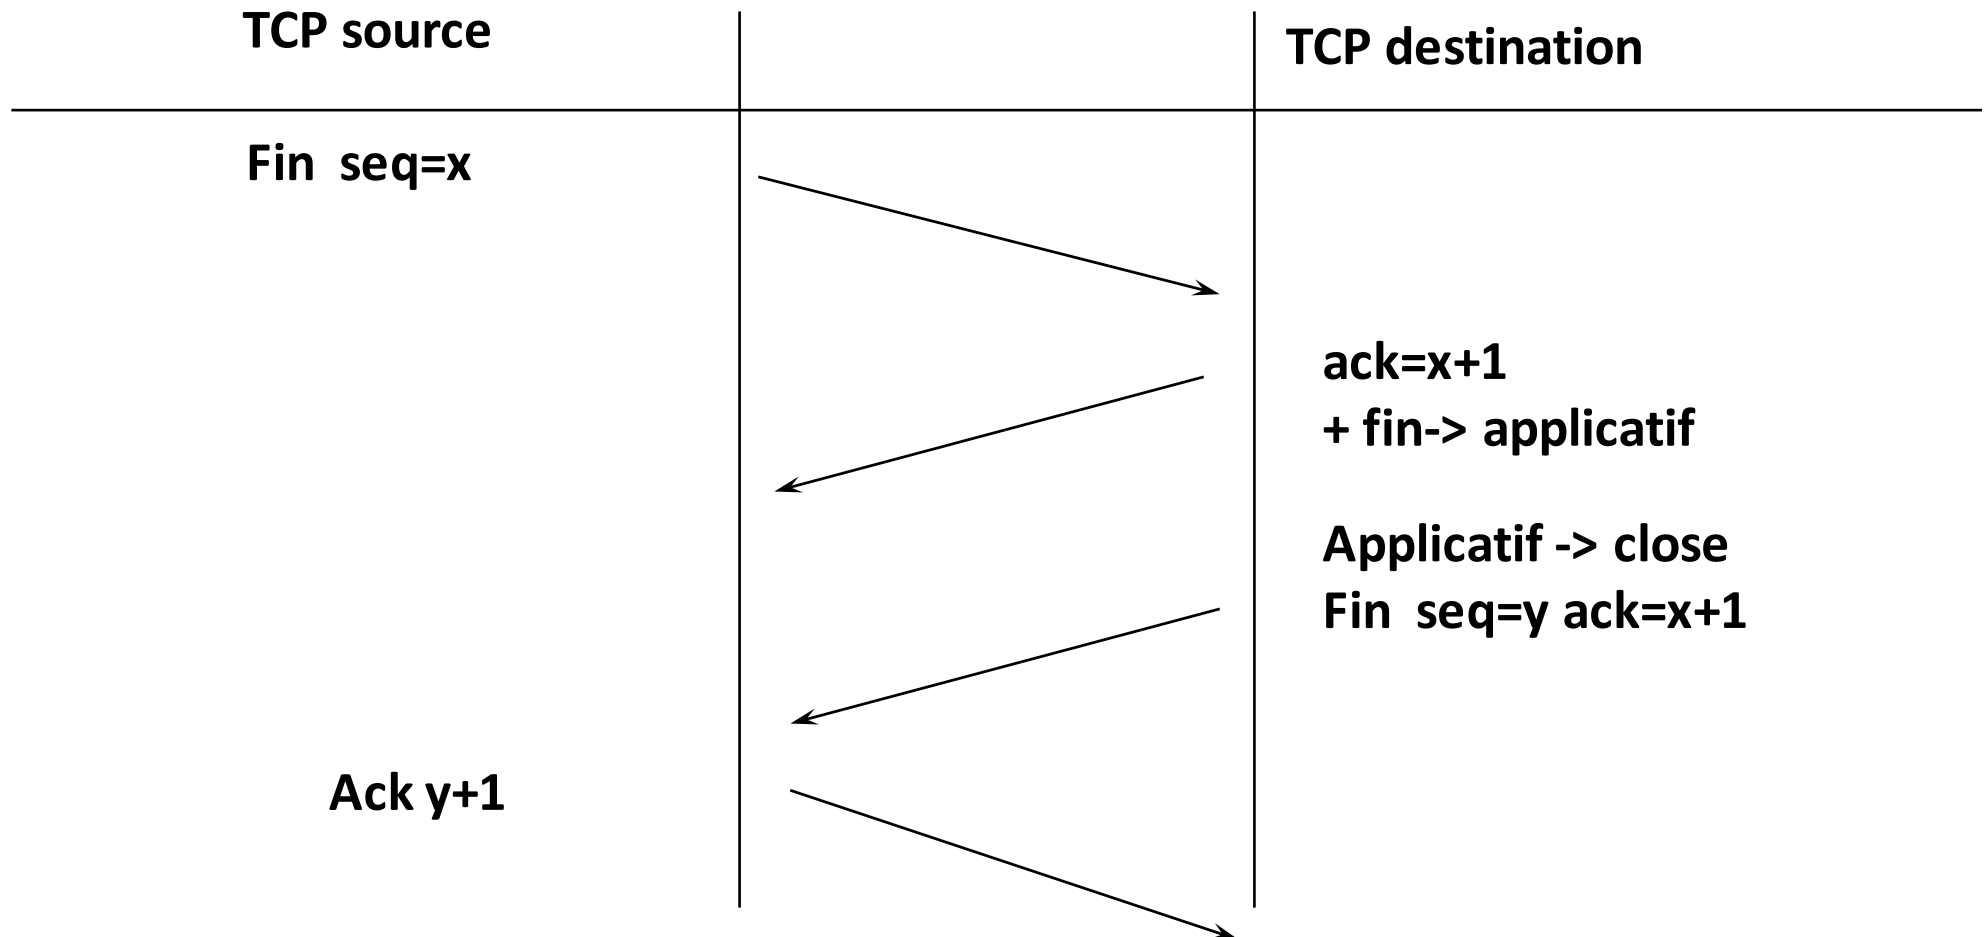 TCP source
TCP destination
Fin  seq=x
ack=x+1
+ fin-> applicatif
Applicatif -> close
Fin  seq=y ack=x+1
Ack y+1